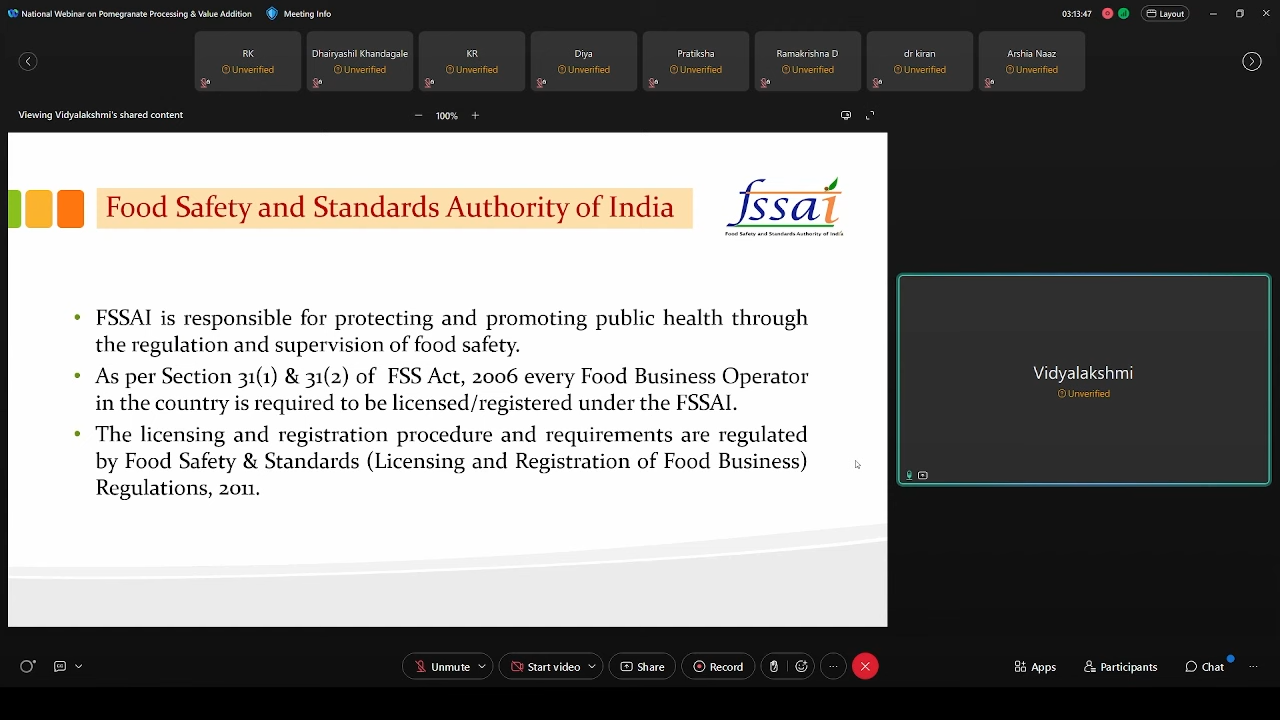 National Webinar on Pomegranate Processing & Value Addition
Meeting Info
03:13:47
Layout
RK
Unverified
Dhairyashil Khandagale
Unverified
KR
Unverified
Diya
Unverified
Pratiksha
Unverified
Ramakrishna D
Unverified
dr kiran
Unverified
Arshia Naaz
Unverified
Viewing Vidyalakshmi's shared content
100%
Food Safety and Standards Authority of India
fssai
Food Safety and Standards Authority of India
• FSSAI is responsible for protecting and promoting public health through
the regulation and supervision of food safety.
• As per Section 31(1) & 31(2) of FSS Act, 2006 every Food Business Operator
in the country is required to be licensed/registered under the FSSAI.
• The licensing and registration procedure and requirements are regulated
by Food Safety & Standards (Licensing and Registration of Food Business)
Regulations, 2011.
Vidyalakshmi
Unverified
Unmute
Start video
Share
Record
Apps
Participants
Chat